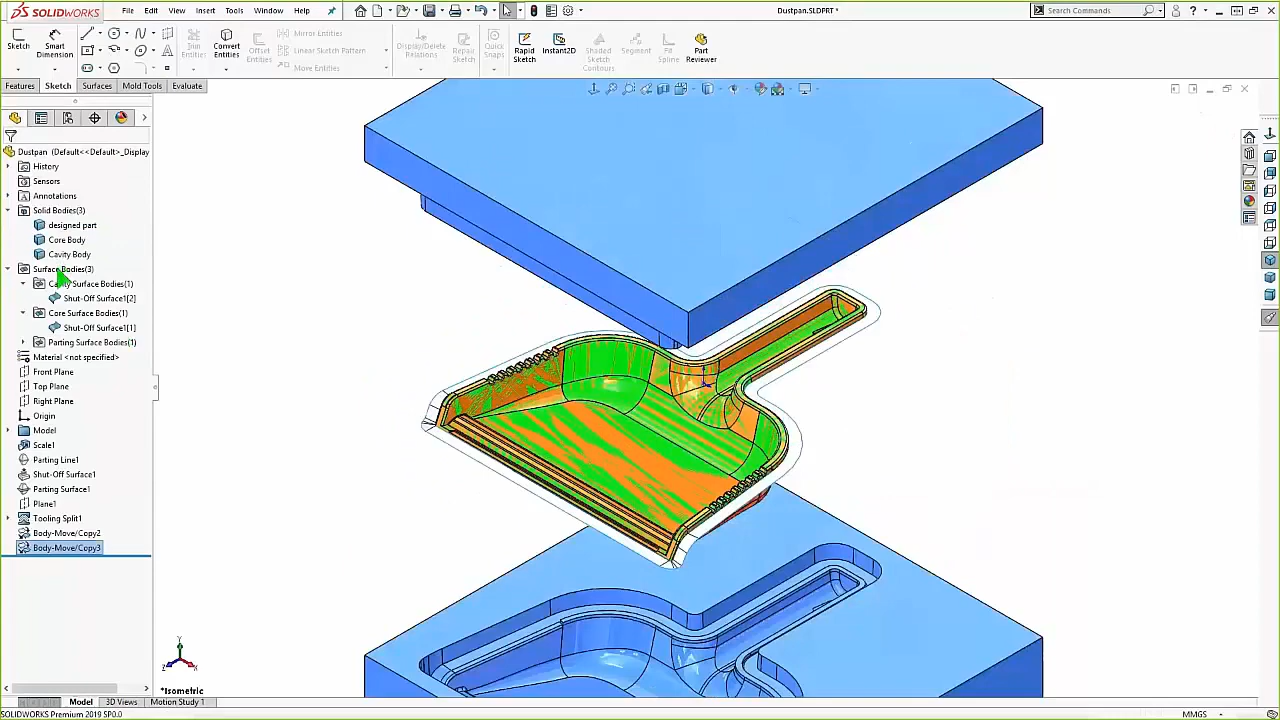 SOLIDWORKS File Edit View Insert Tools Window Help Dustpan.SLDPRT * Search Commands
Sketch Smart Dimension Trim Entities Convert Entities Offset Entities Mirror Entities Linear Sketch Pattern More Entities Display/Delete Relations Repair Sketch Quick Snaps Rapid Sketch Instant2D Shaded Sketch Contours Segment Fit Spline Part Reviewer
Features Sketch Surfaces Mold Tools Evaluate
Dustpan (Default<<Default>_Display
History
Sensors
Annotations
Solid Bodies(3)
designed part
Core Body
Cavity Body
Surface Bodies(3)
Surface Bodies(1)
Shut-Off Surface1[2]
Core Surface Bodies(1)
Shut-Off Surface1[1]
Parting Surface Bodies(1)
Material <not specified>
Front Plane
Top Plane
Right Plane
Origin
Model
Scale1
Parting Line1
Shut-Off Surface1
Parting Surface1
Plane1
Tooling Split1
Body-Move/Copy2
Body-Move/Copy3
Y
Z X
*Isometric
Model 3D Views Motion Study 1
SOLIDWORKS Premium 2019 SP0.0 MMGS